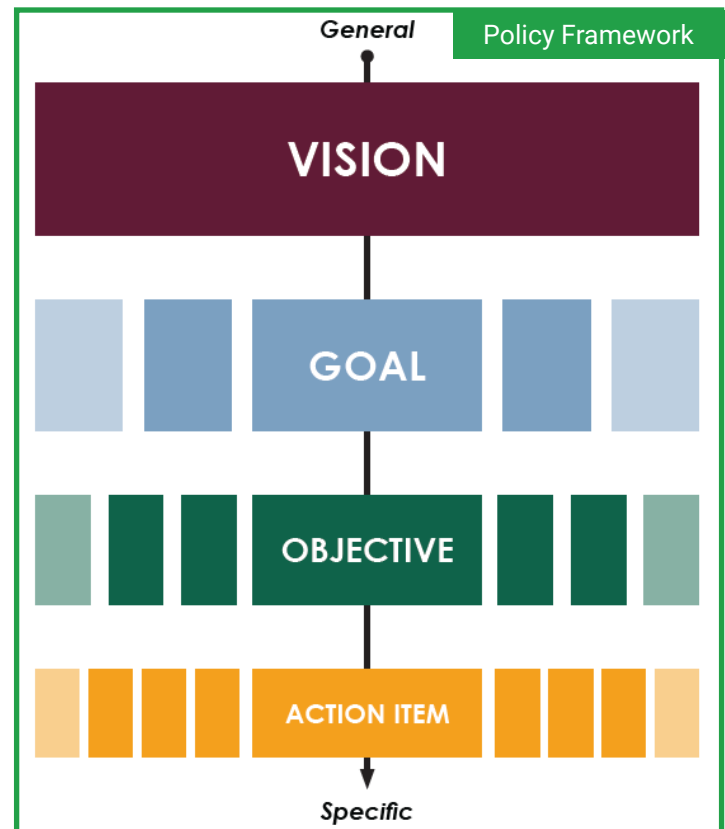 General
Policy Framework
VISION
GOAL
OBJECTIVE
ACTION ITEM
Specific